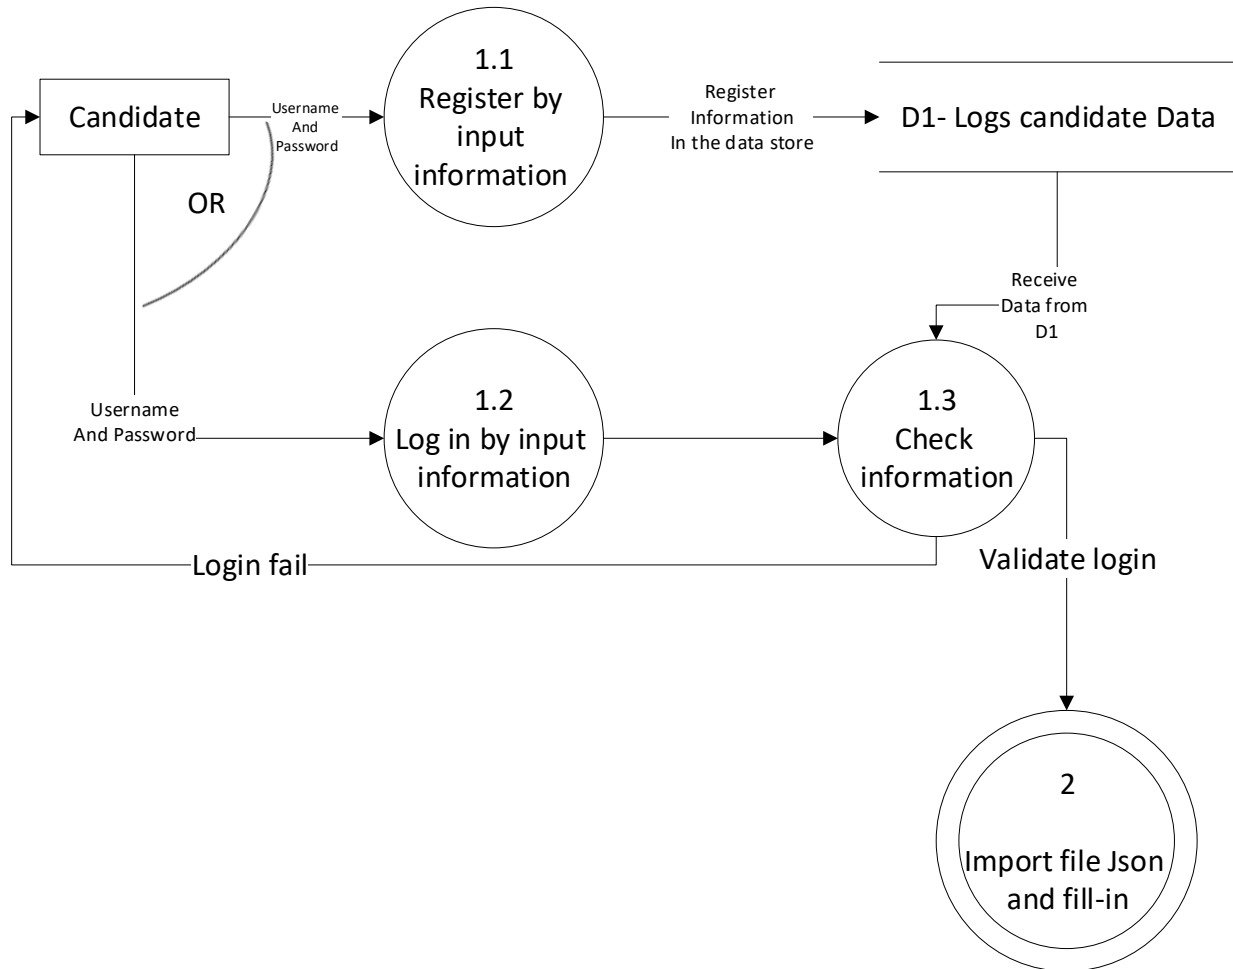 1.1
Register by
input
information
Candidate
Username
And
Password
Register
Information
In the data store
D1- Logs candidate Data
OR
Receive
Data from
D1
Username
And Password
1.2
Log in by input
information
1.3
Check
information
Login fail
Validate login
2
Import file Json
and fill-in